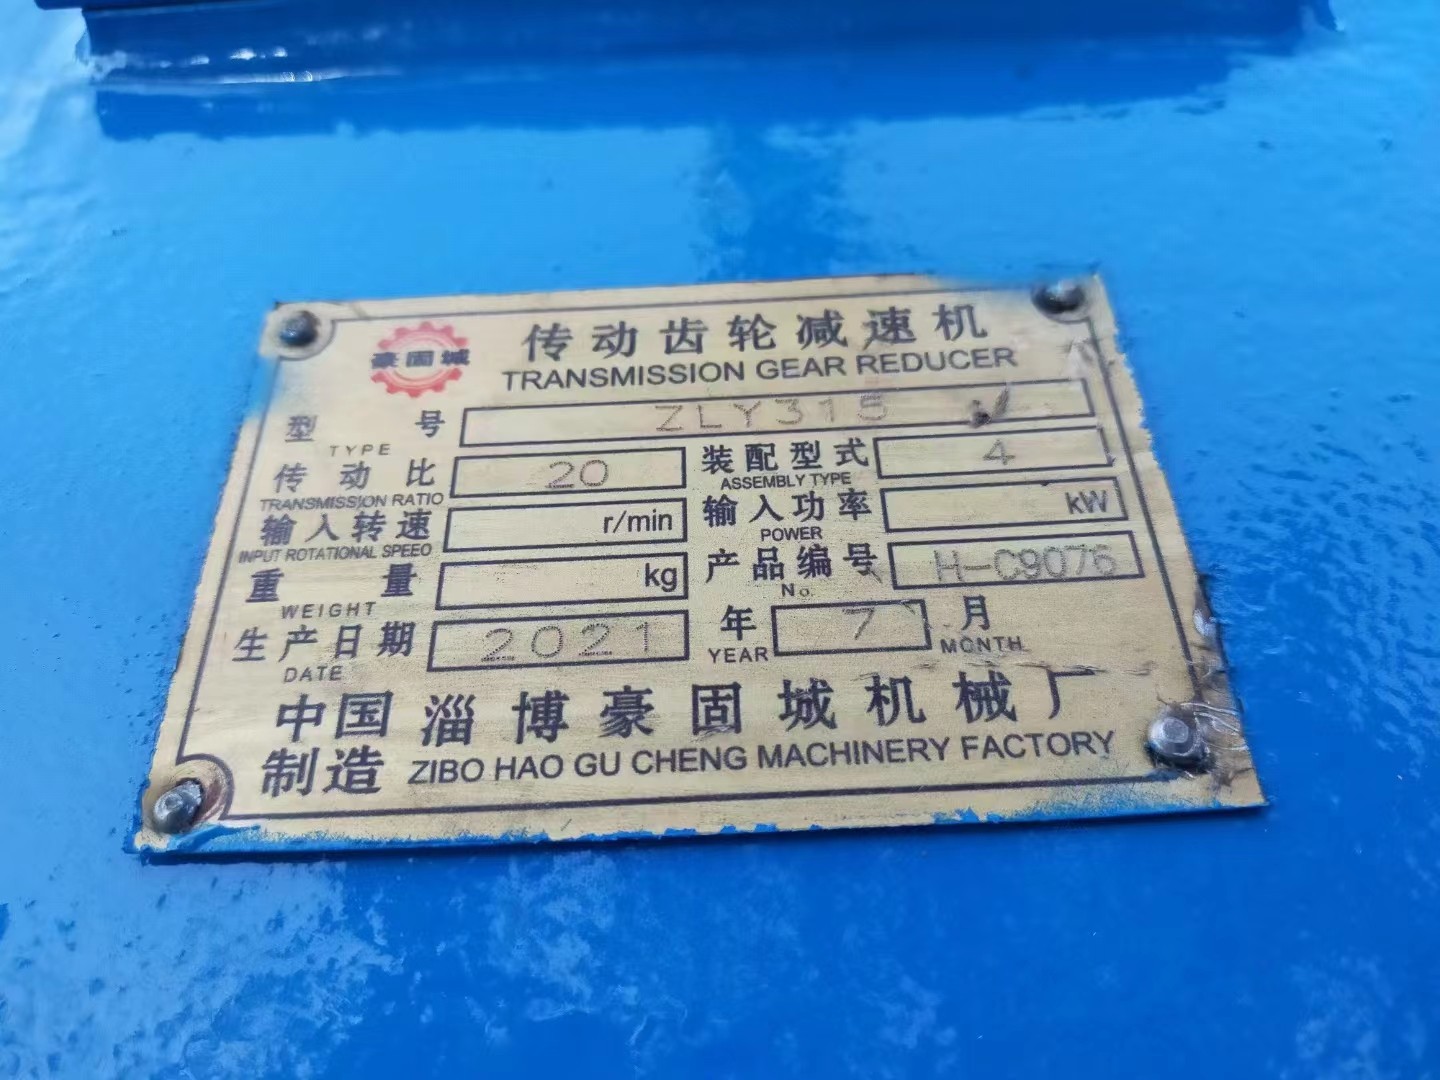 豪固城
传动齿轮减速机
TRANSMISSION GEAR REDUCER
型号 ZLY315
TYPE
传动比 20 装配型式 4
TRANSMISSION RATIO ASSEMBLY TYPE
输入转速 r/min 输入功率 kW
INPUT ROTATIONAL SPEEO POWER
重量 kg 产品编号 H-C9076
WEIGHT No.
生产日期 2021 年 7 月
DATE YEAR MONTH
中国制造 淄博豪固城机械厂
ZIBO HAO GU CHENG MACHINERY FACTORY